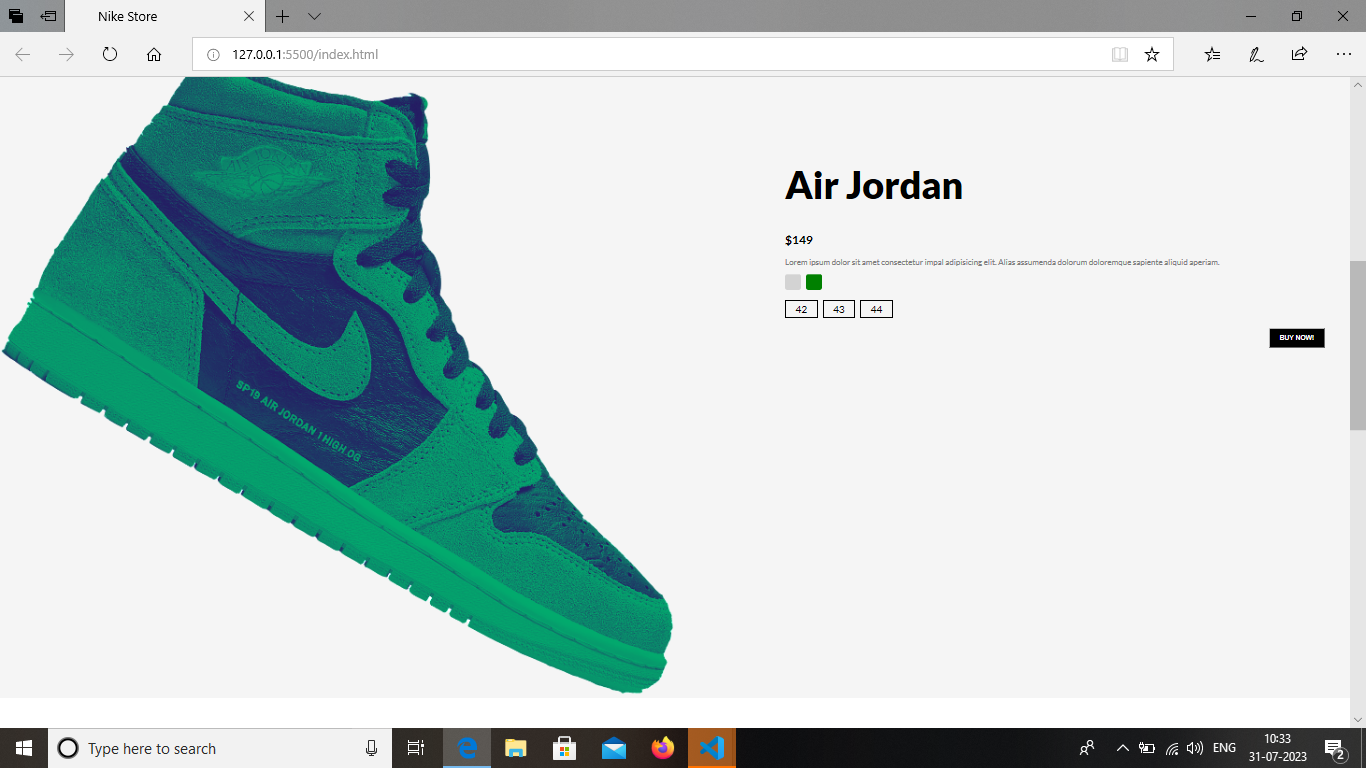 Nike Store
127.0.0.1:5500/index.html
Air Jordan
$149
Lorem ipsum dolor sit amet consectetur impal adipisicing elit. Alias assumenda dolorum doloremque sapiente aliquid aperiam.
42 43 44
BUY NOW!
SP19 AIR JORDAN 1 HIGH OG
Type here to search
ENG
10:33
31-07-2023
2